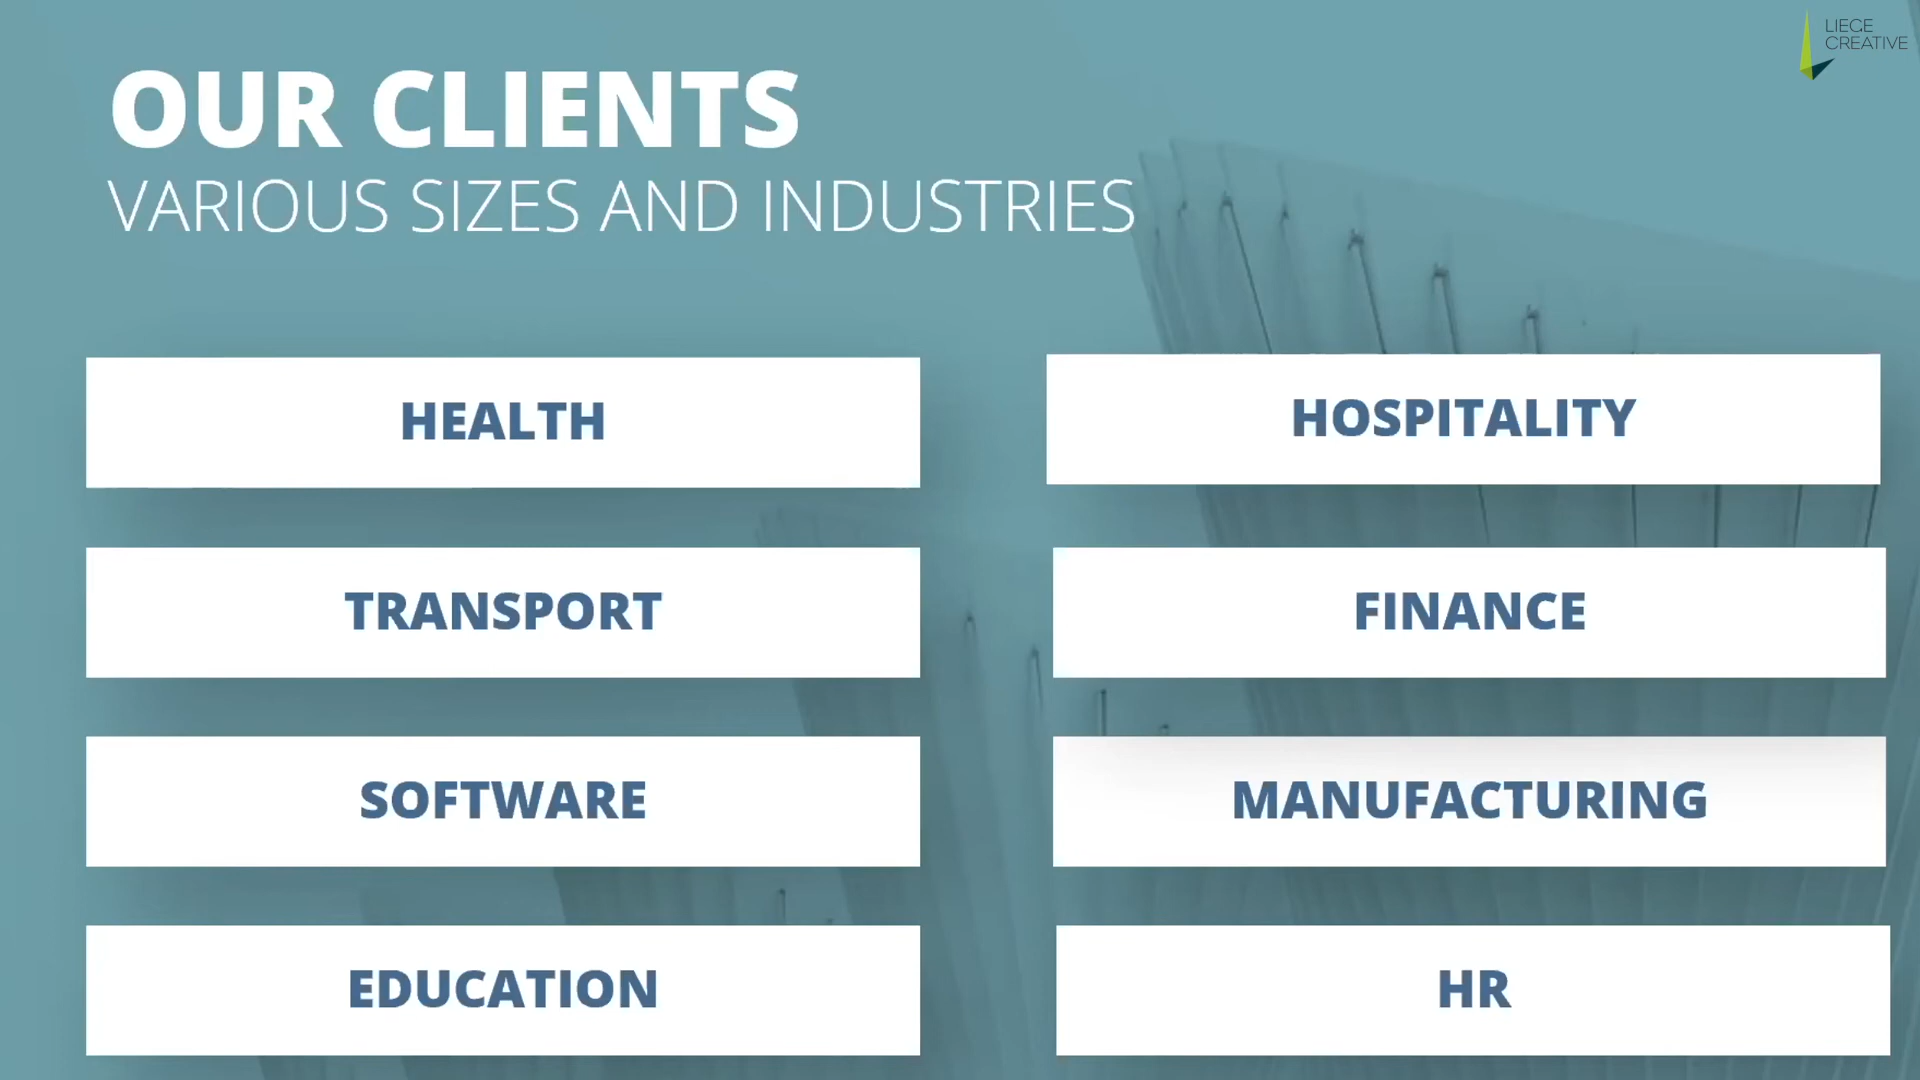 LIEGE
CREATIVE
OUR CLIENTS
VARIOUS SIZES AND INDUSTRIES
HEALTH
HOSPITALITY
TRANSPORT
FINANCE
SOFTWARE
MANUFACTURING
EDUCATION
HR